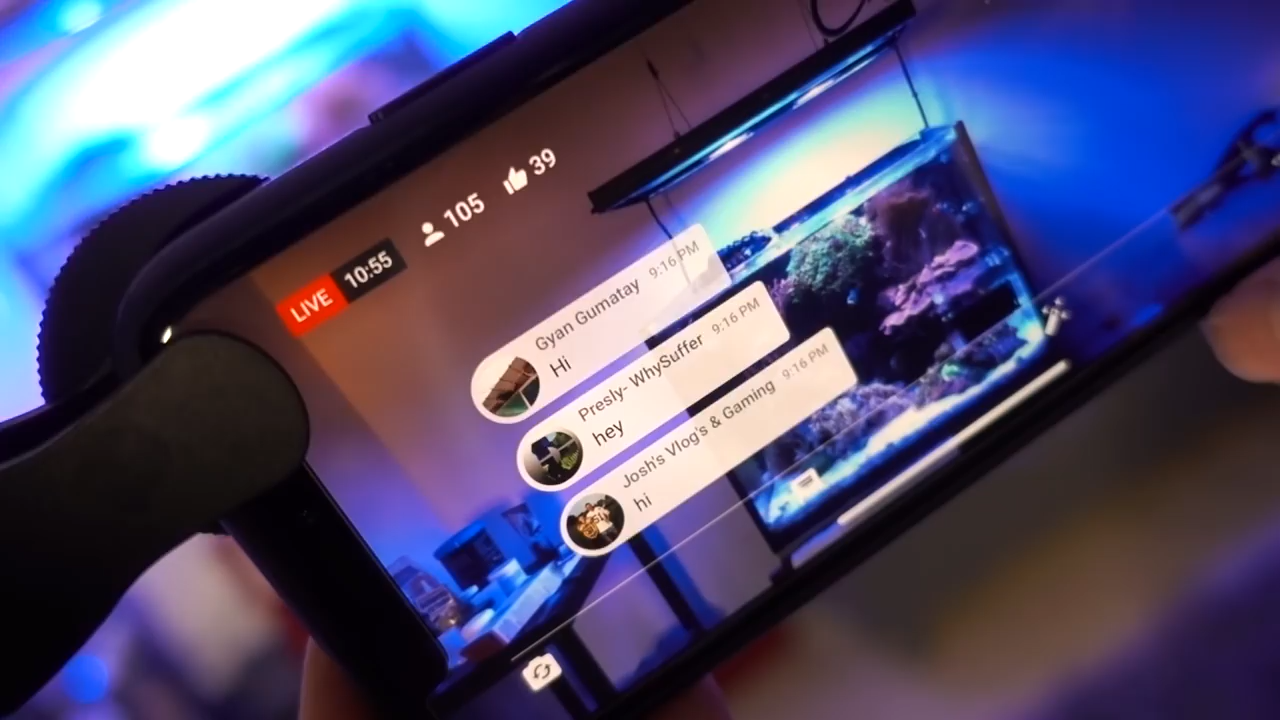 LIVE 10:55 105 39
Gyan Gumatay 9:16 PM
Hi
Presly- WhySuffer 9:16 PM
hey
Josh's Vlog's & Gaming 9:16 PM
hi